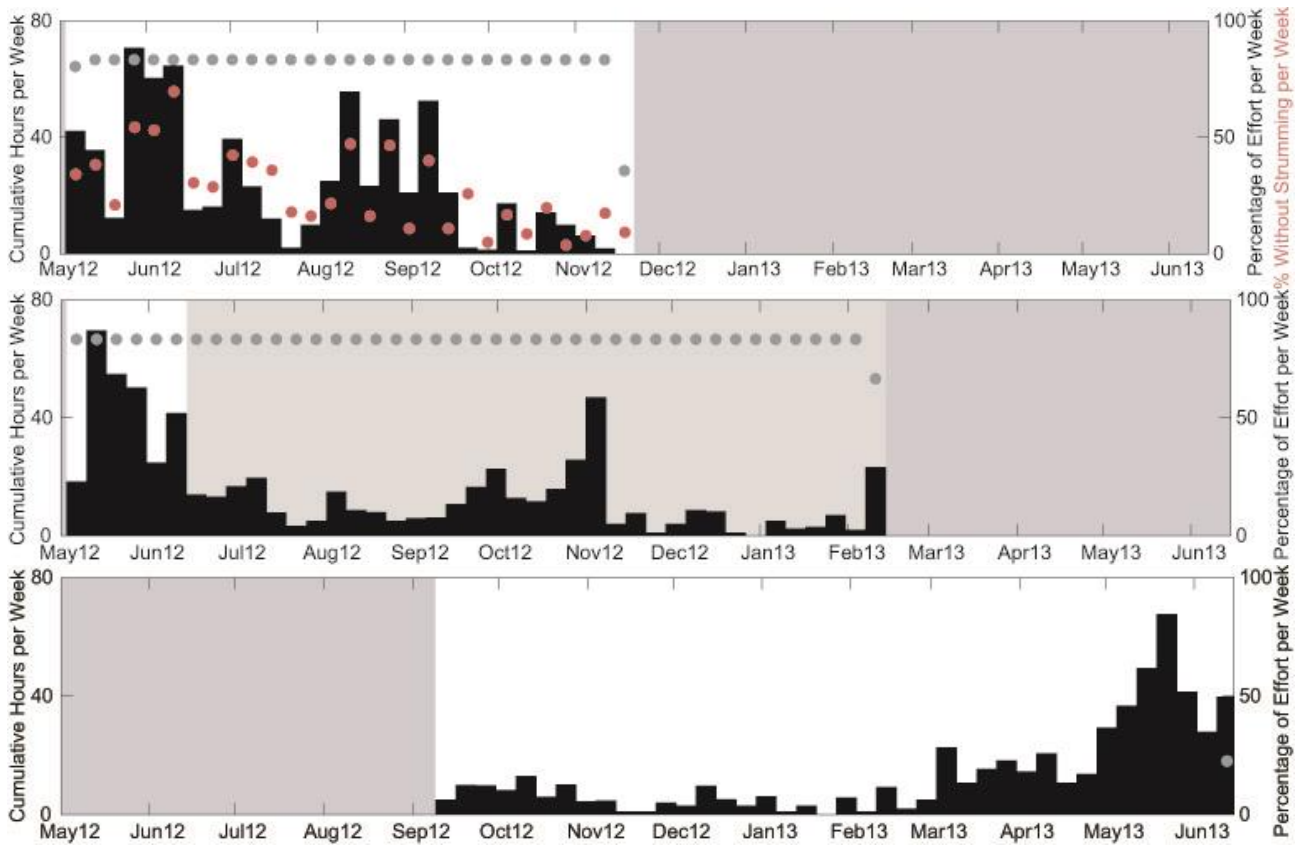 80
100
40
50
0
0
Cumulative Hours per Week
Percentage of Effort per Week
% Without Strumming per Week
May12 Jun12 Jul12 Aug12 Sep12 Oct12 Nov12 Dec12 Jan13 Feb13 Mar13 Apr13 May13 Jun13
80
100
40
50
0
0
Cumulative Hours per Week
Percentage of Effort per Week
May12 Jun12 Jul12 Aug12 Sep12 Oct12 Nov12 Dec12 Jan13 Feb13 Mar13 Apr13 May13 Jun13
80
100
40
50
0
0
Cumulative Hours per Week
Percentage of Effort per Week
May12 Jun12 Jul12 Aug12 Sep12 Oct12 Nov12 Dec12 Jan13 Feb13 Mar13 Apr13 May13 Jun13